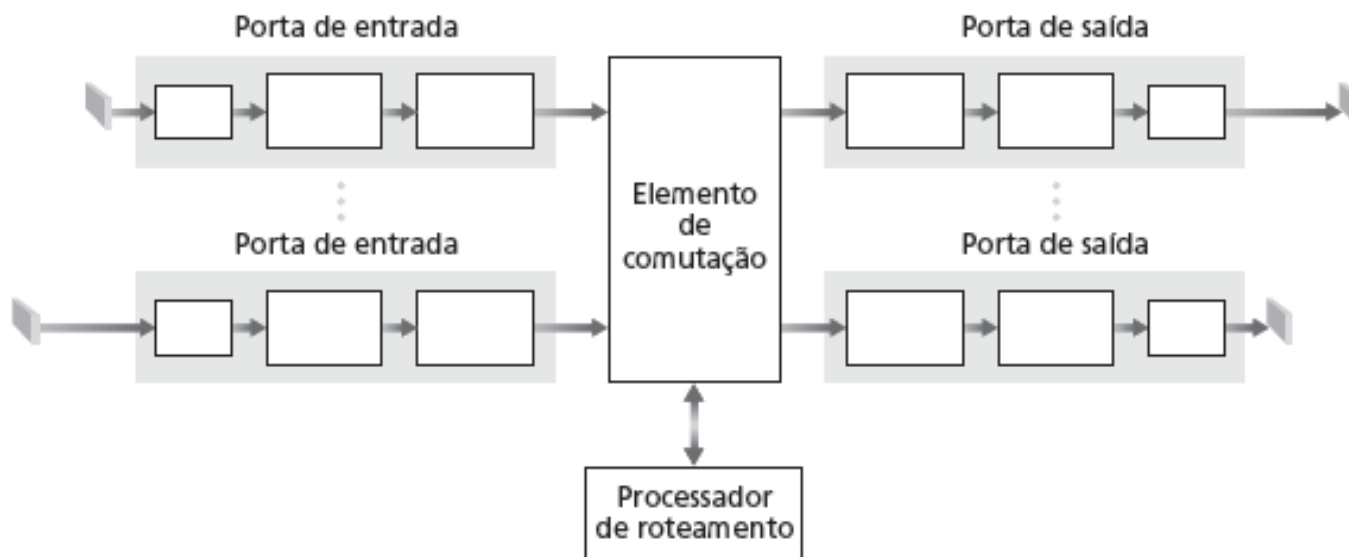 Porta de entrada
Porta de saída
Elemento
de
comutação
Porta de entrada
Porta de saída
Processador
de roteamento